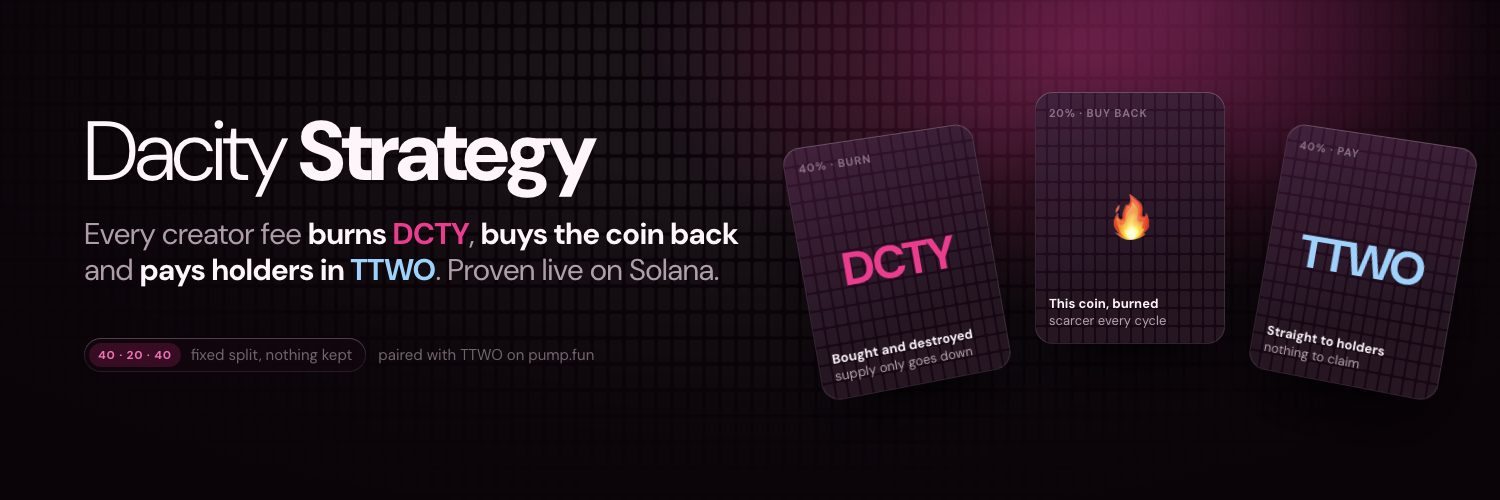 Dacity Strategy
Every creator fee burns DCTY, buys the coin back
and pays holders in TTWO. Proven live on Solana.
40 · 20 · 40 fixed split, nothing kept paired with TTWO on pump.fun
40% · BURN
DCTY
Bought and destroyed
supply only goes down
20% · BUY BACK
This coin, burned
scarcer every cycle
40% · PAY
TTWO
Straight to holders
nothing to claim